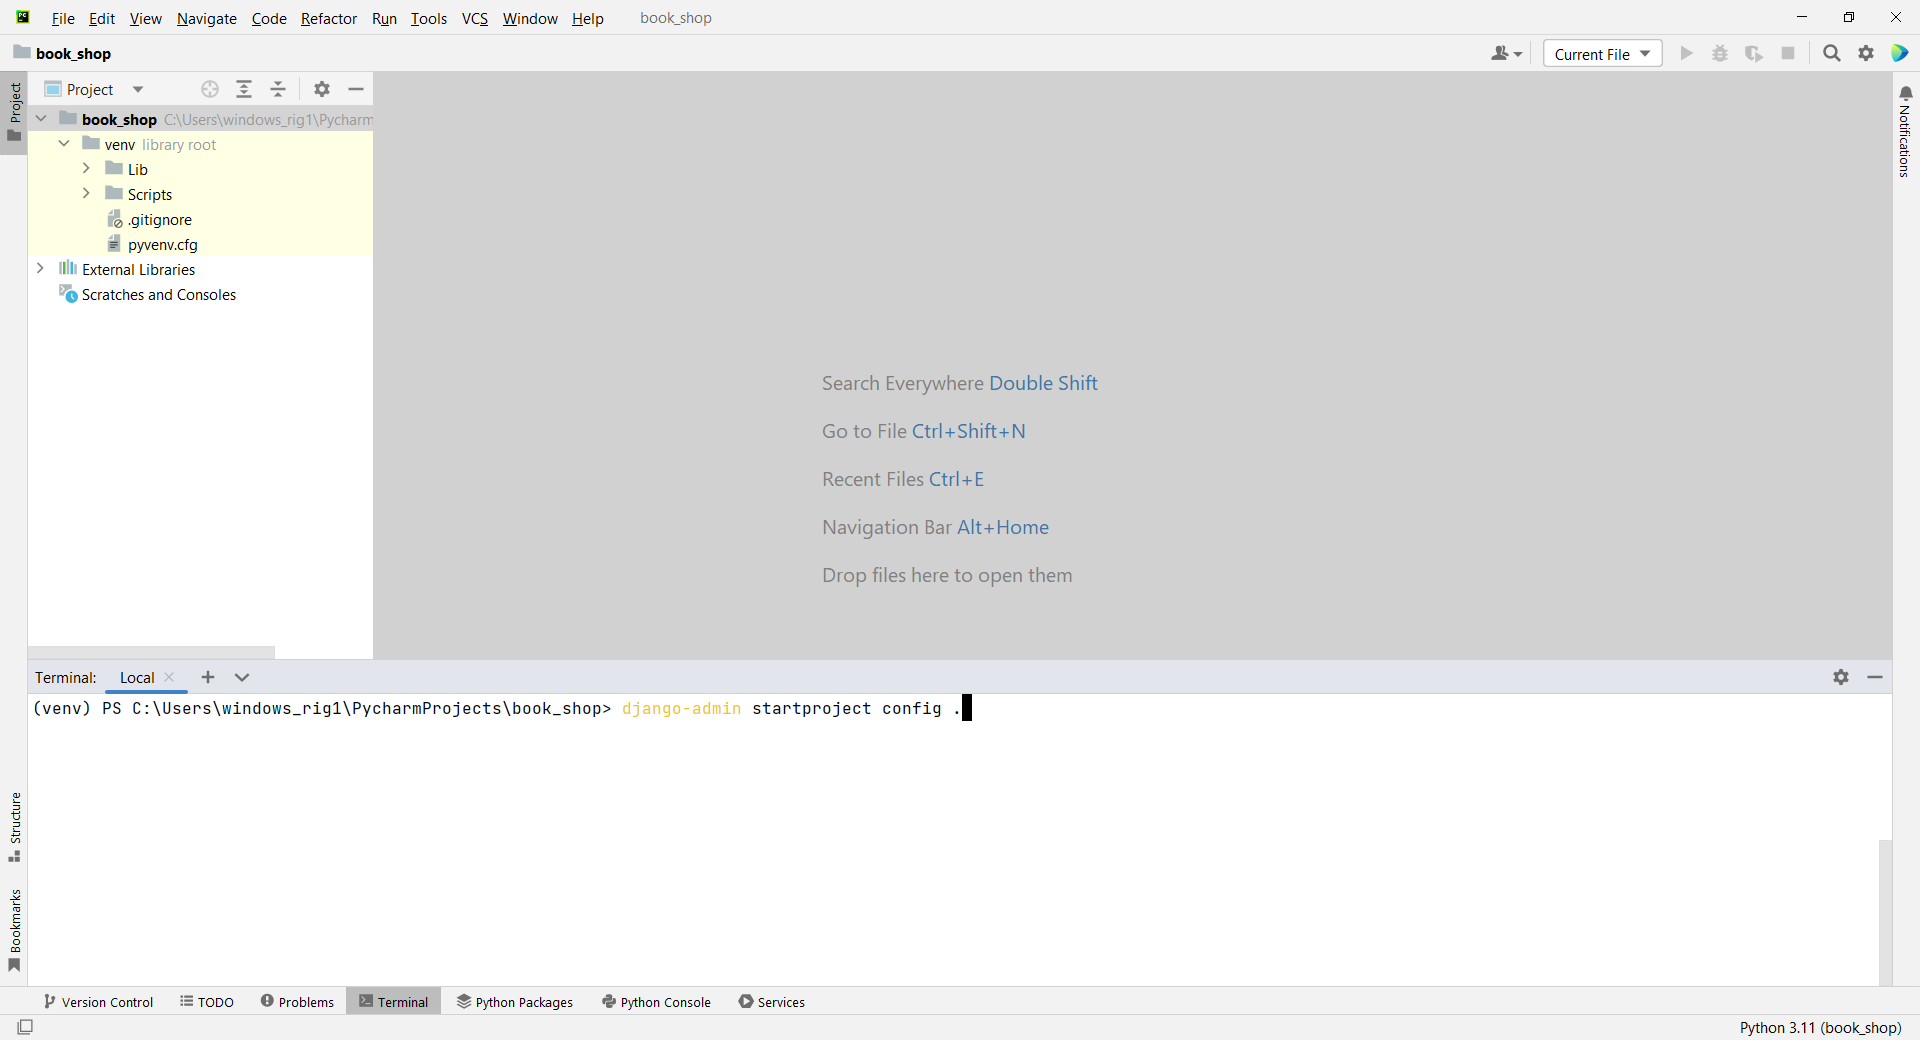 File Edit View Navigate Code Refactor Run Tools VCS Window Help book_shop
book_shop
Current File
Project
Project
book_shop C:\Users\windows_rig1\Pycharm
venv library root
Lib
Scripts
.gitignore
pyvenv.cfg
External Libraries
Scratches and Consoles
Notifications
Search Everywhere Double Shift
Go to File Ctrl+Shift+N
Recent Files Ctrl+E
Navigation Bar Alt+Home
Drop files here to open them
Terminal: Local
(venv) PS C:\Users\windows_rig1\PycharmProjects\book_shop> django-admin startproject config .
Structure
Bookmarks
Version Control TODO Problems Terminal Python Packages Python Console Services
Python 3.11 (book_shop)